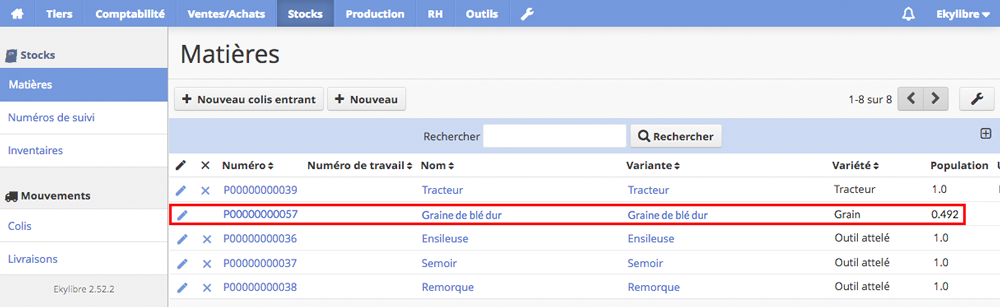 Tiers Comptabilité Ventes/Achats Stocks Production RH Outils Ekylibre
Stocks
Matières
Numéros de suivi
Inventaires
Mouvements
Colis
Livraisons
Ekylibre 2.52.2
Matières
+ Nouveau colis entrant + Nouveau 1-8 sur 8
Rechercher Rechercher
Numéro Numéro de travail Nom Variante Variété Population
P00000000039 Tracteur Tracteur Tracteur 1.0
P00000000057 Graine de blé dur Graine de blé dur Grain 0.492
P00000000036 Ensileuse Ensileuse Outil attelé 1.0
P00000000037 Semoir Semoir Outil attelé 1.0
P00000000038 Remorque Remorque Outil attelé 1.0